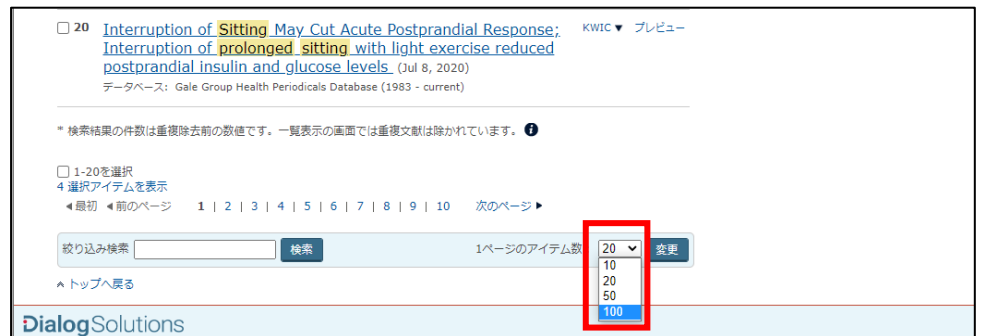 20 Interruption of Sitting May Cut Acute Postprandial Response; KWIC ▼ プレビュー
Interruption of prolonged sitting with light exercise reduced
postprandial insulin and glucose levels (Jul 8, 2020)
データベース: Gale Group Health Periodicals Database (1983 - current)
* 検索結果の件数は重複除去前の数値です。一覧表示の画面では重複文献は除かれています。 i
1-20を選択
4 選択アイテムを表示
◀最初 ◀前のページ 1 | 2 | 3 | 4 | 5 | 6 | 7 | 8 | 9 | 10 次のページ▶
絞り込み検索 検索 1ページのアイテム数 20 変更
10
20
50
100
トップへ戻る
DialogSolutions